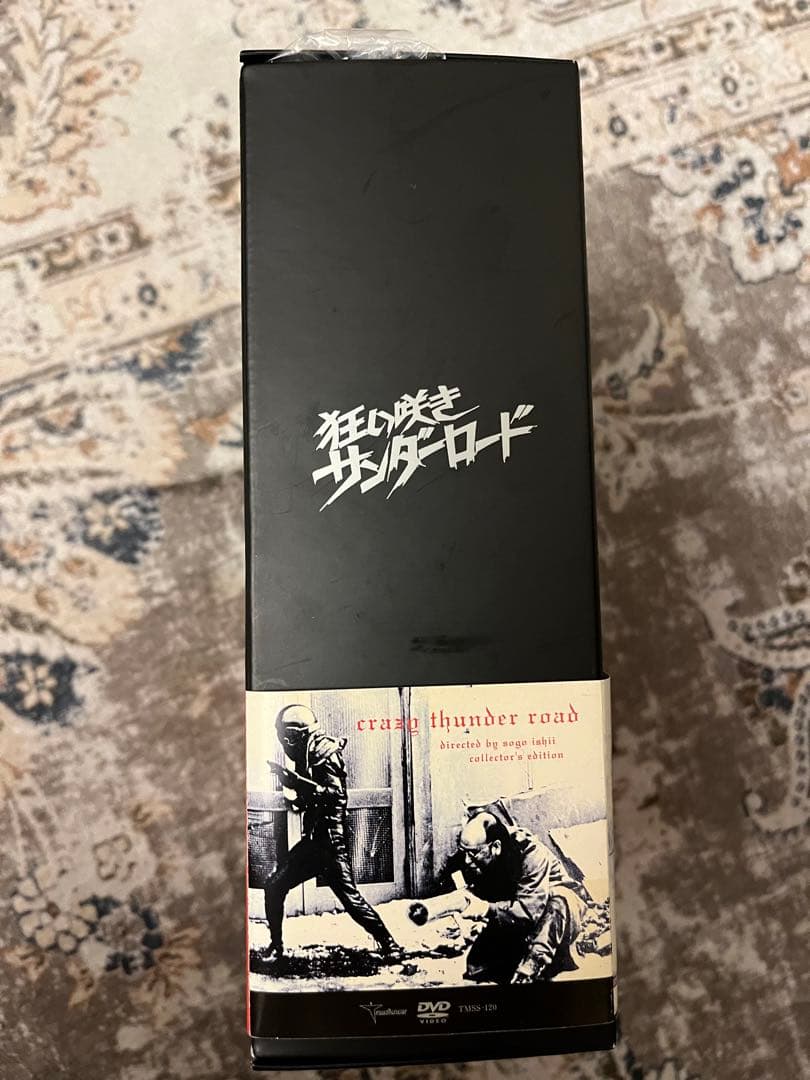 狂い咲き
サンダーロード
crazy thunder road
directed by sogo ishii
collector's edition
DVD
VIDEO
TMSS-120